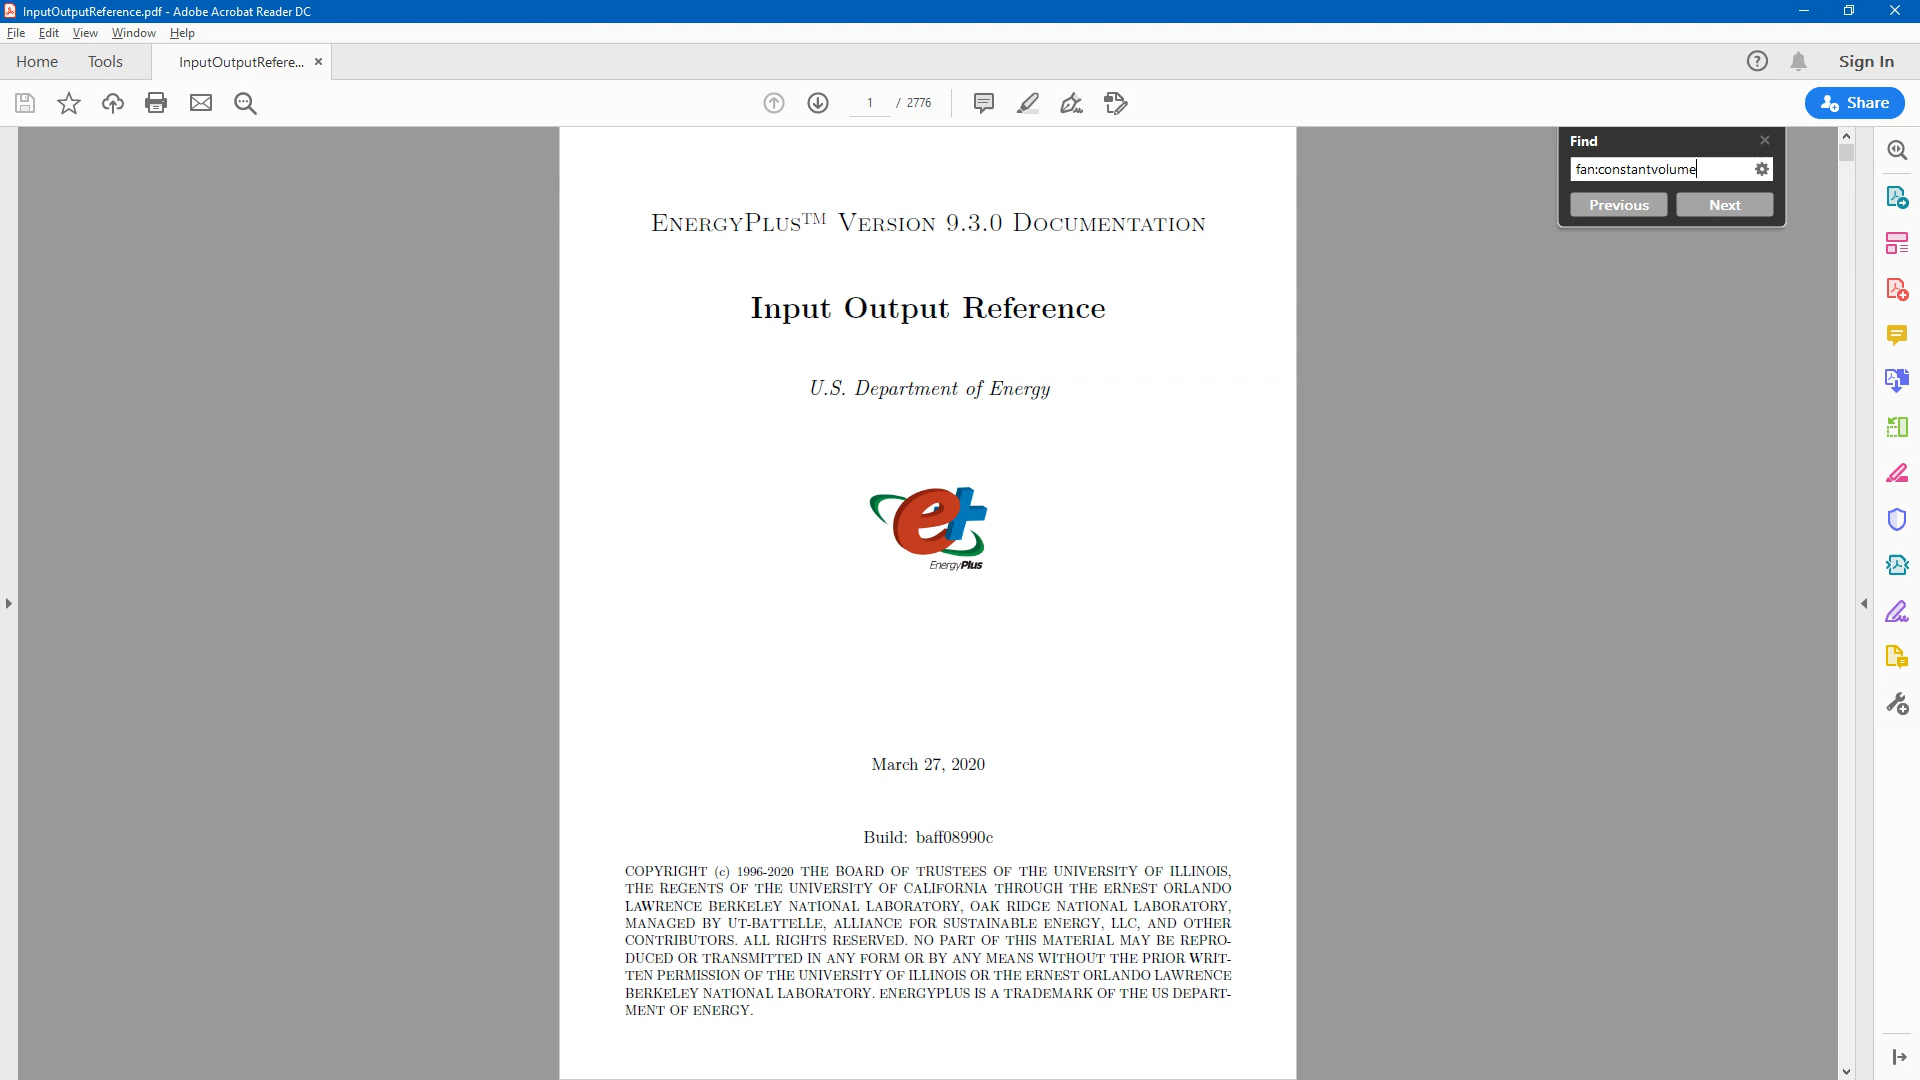 InputOutputReference.pdf - Adobe Acrobat Reader DC
File Edit View Window Help
Home Tools InputOutputRefere... × Sign In
1 / 2776 Share
Find
fan:constantvolume
Previous Next
EnergyPlus™ Version 9.3.0 Documentation
Input Output Reference
U.S. Department of Energy
e+
EnergyPlus
March 27, 2020
Build: baff08990c
COPYRIGHT (c) 1996-2020 THE BOARD OF TRUSTEES OF THE UNIVERSITY OF ILLINOIS,
THE REGENTS OF THE UNIVERSITY OF CALIFORNIA THROUGH THE ERNEST ORLANDO
LAWRENCE BERKELEY NATIONAL LABORATORY, OAK RIDGE NATIONAL LABORATORY,
MANAGED BY UT-BATTELLE, ALLIANCE FOR SUSTAINABLE ENERGY, LLC, AND OTHER
CONTRIBUTORS. ALL RIGHTS RESERVED. NO PART OF THIS MATERIAL MAY BE REPRO-
DUCED OR TRANSMITTED IN ANY FORM OR BY ANY MEANS WITHOUT THE PRIOR WRIT-
TEN PERMISSION OF THE UNIVERSITY OF ILLINOIS OR THE ERNEST ORLANDO LAWRENCE
BERKELEY NATIONAL LABORATORY. ENERGYPLUS IS A TRADEMARK OF THE US DEPART-
MENT OF ENERGY.